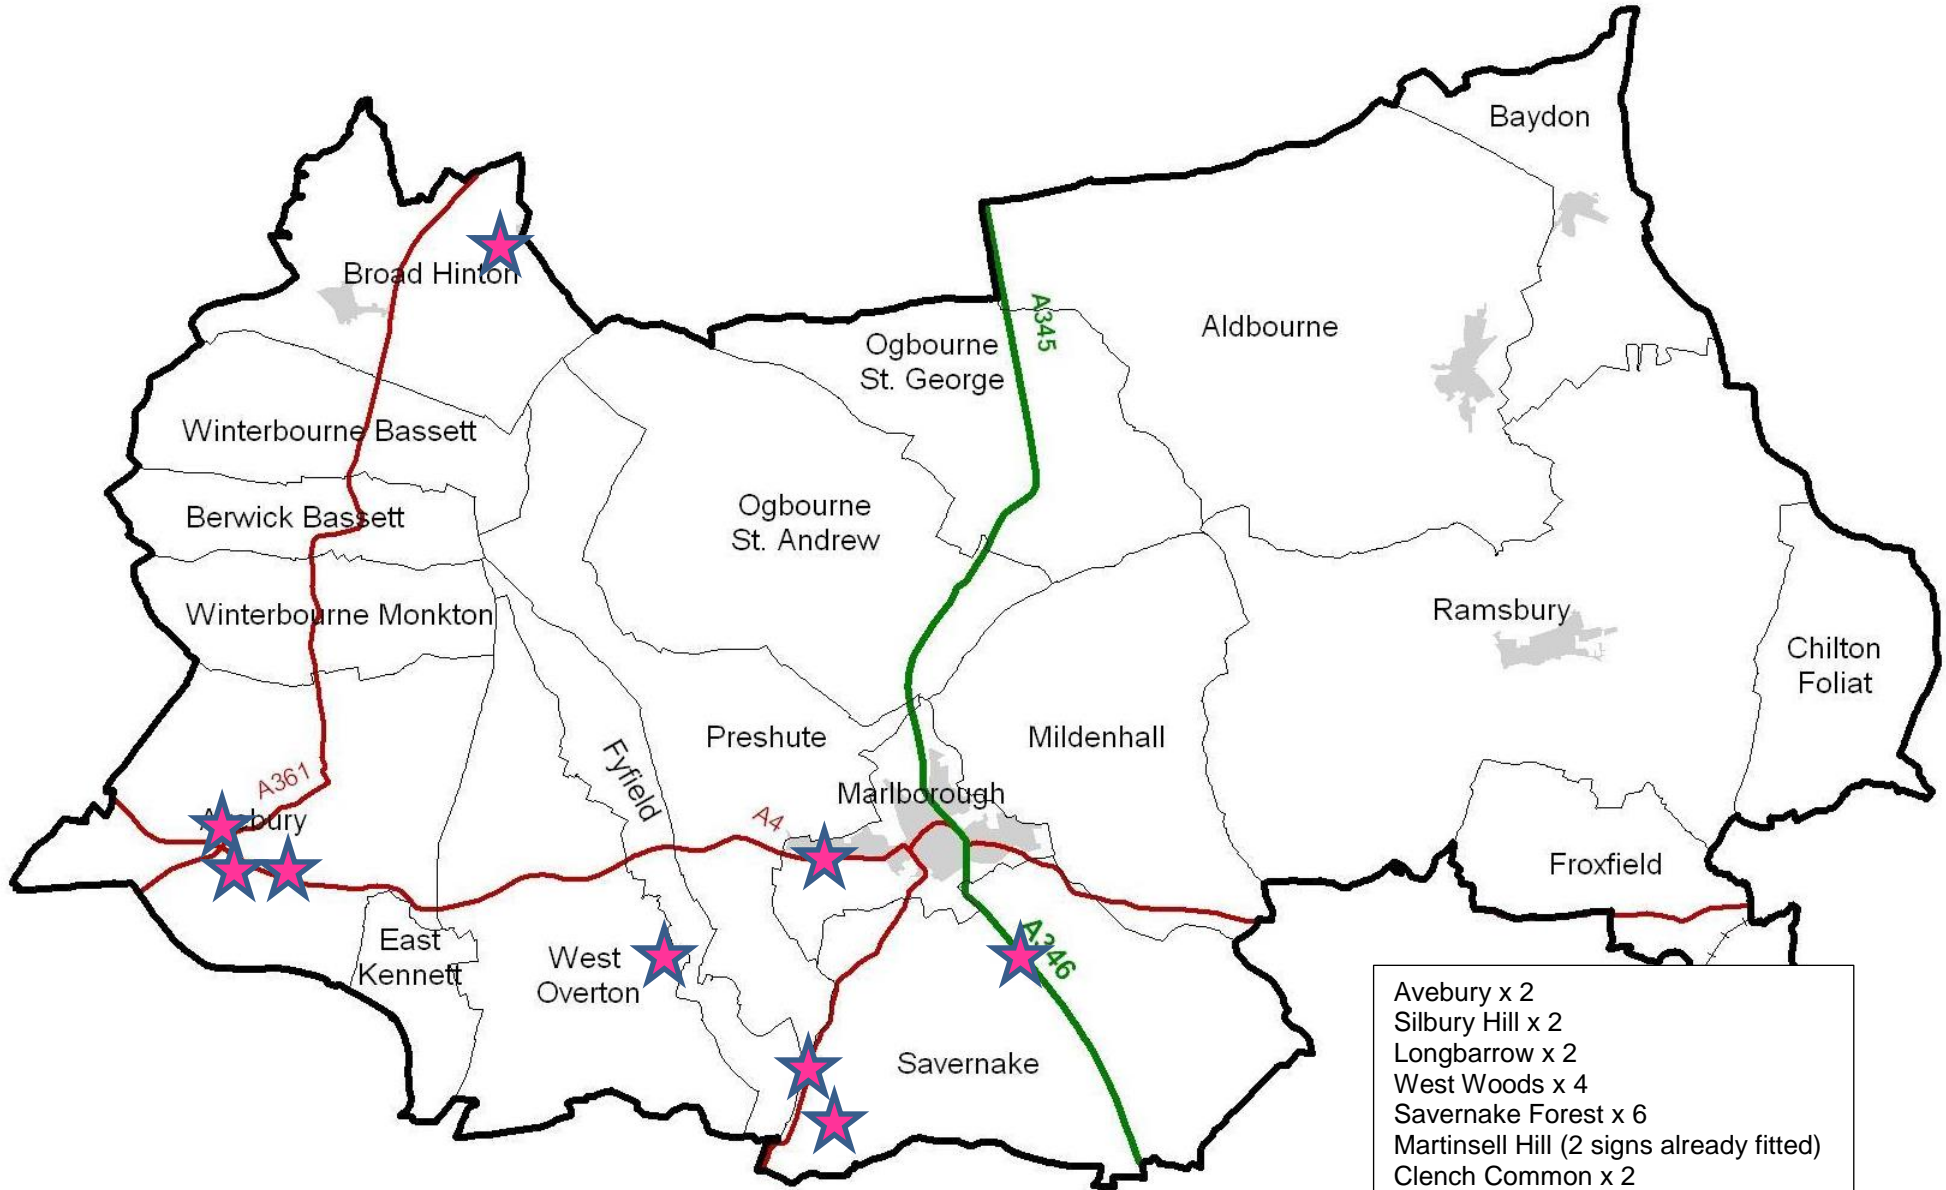 Baydon
Broad Hinton
A345
Aldbourne
Ogbourne
St. George
Winterbourne Bassett
Berwick Bassett
Ogbourne
St. Andrew
Winterbourne Monkton
Ramsbury
Chilton
Foliat
Preshute
Mildenhall
Fyfield
A361
Marlborough
A4
Froxfield
East
Kennett
West
Overton
A346
Savernake
Avebury x 2
Silbury Hill x 2
Longbarrow x 2
West Woods x 4
Savernake Forest x 6
Martinsell Hill (2 signs already fitted)
Clench Common x 2